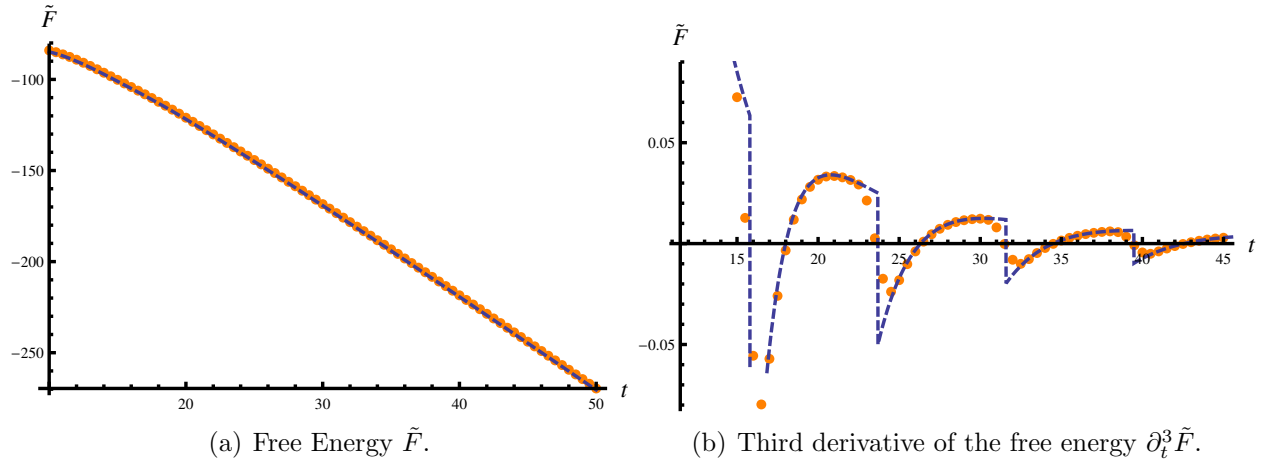 F̃
−100
−150
−200
−250
20 30 40 50 t
(a) Free Energy F̃.
F̃
0.05
15 20 25 30 35 40 45 t
−0.05
(b) Third derivative of the free energy ∂ₜ³F̃.